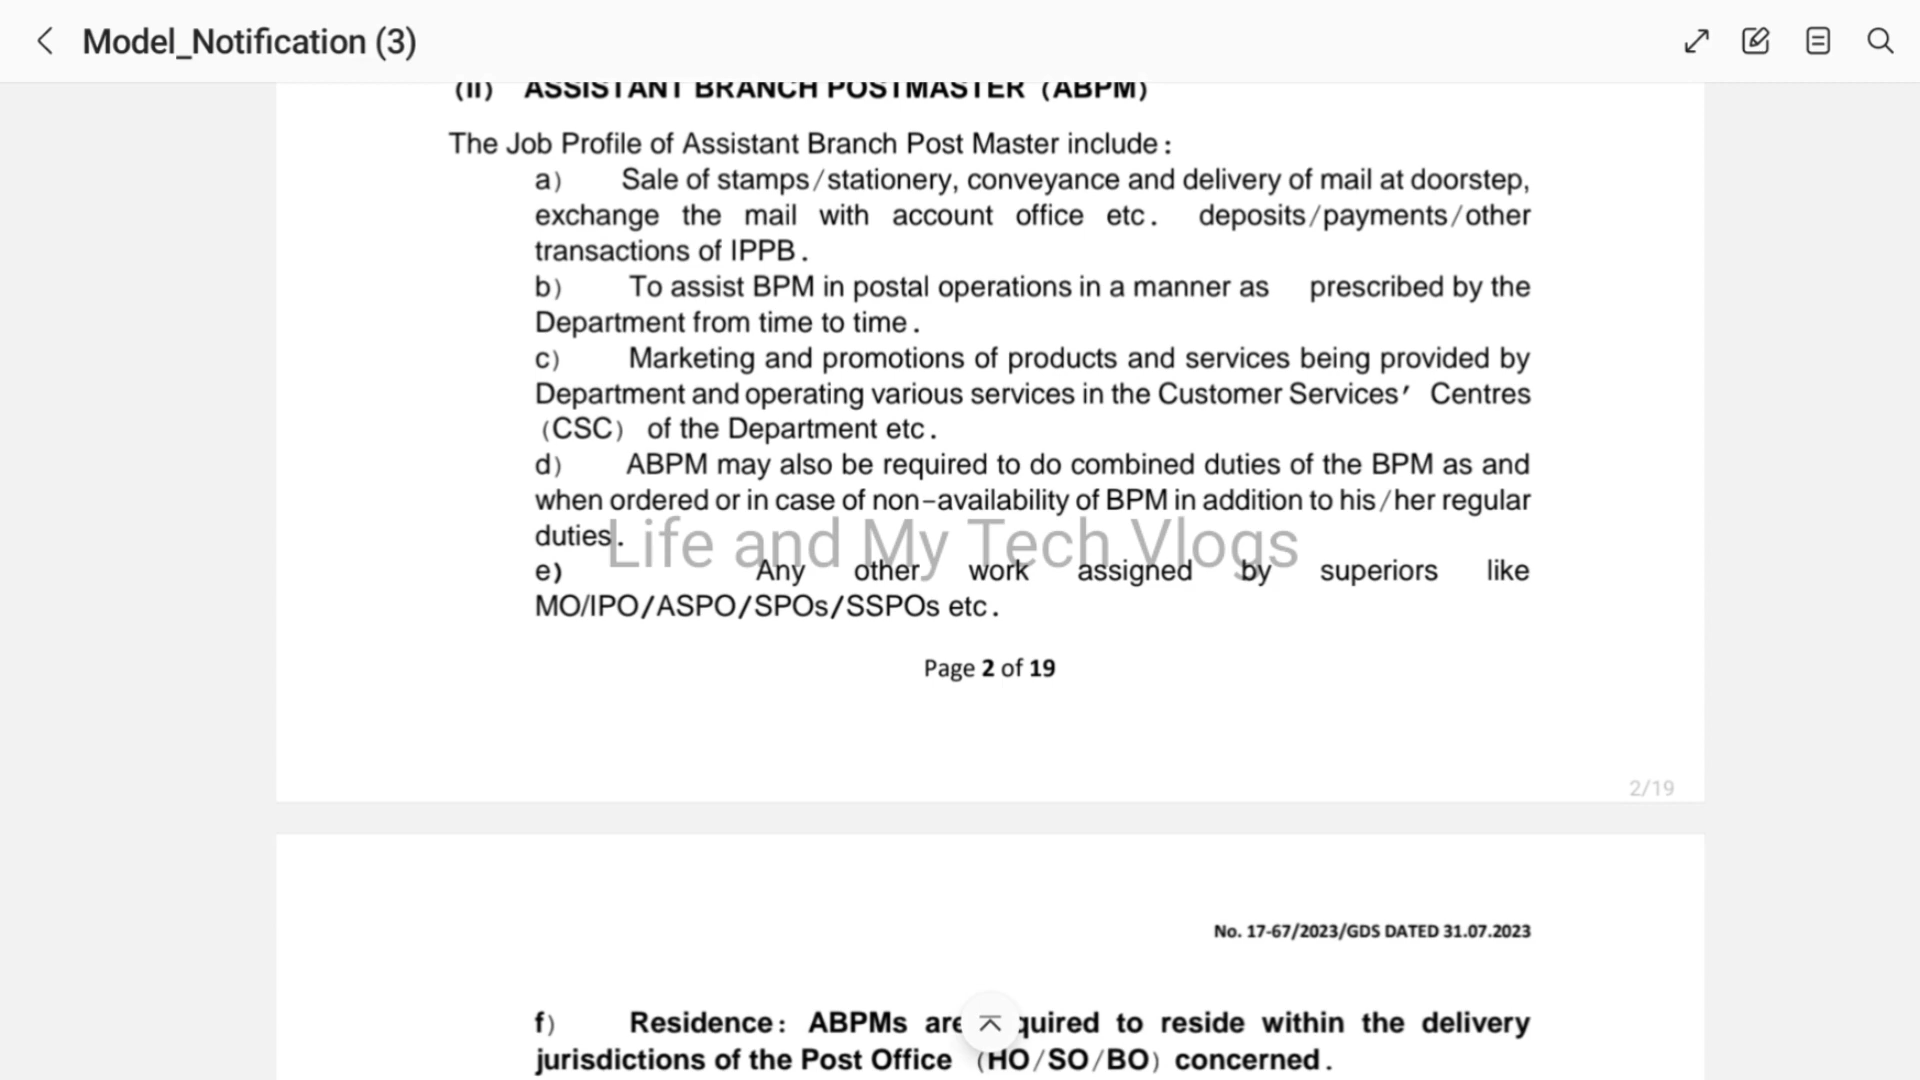 Model_Notification (3)
(ii) ASSISTANT BRANCH POSTMASTER (ABPM)
The Job Profile of Assistant Branch Post Master include:
a) Sale of stamps/stationery, conveyance and delivery of mail at doorstep,
exchange the mail with account office etc. deposits/payments/other
transactions of IPPB.
b) To assist BPM in postal operations in a manner as prescribed by the
Department from time to time.
c) Marketing and promotions of products and services being provided by
Department and operating various services in the Customer Services' Centres
(CSC) of the Department etc.
d) ABPM may also be required to do combined duties of the BPM as and
when ordered or in case of non-availability of BPM in addition to his/her regular
duties.
Life and My Tech Vlogs
e) Any other work assigned by superiors like
MO/IPO/ASPO/SPOs/SSPOs etc.
Page 2 of 19
2/19
No. 17-67/2023/GDS DATED 31.07.2023
f) Residence: ABPMs are quired to reside within the delivery
jurisdictions of the Post Office (HO/SO/BO) concerned.